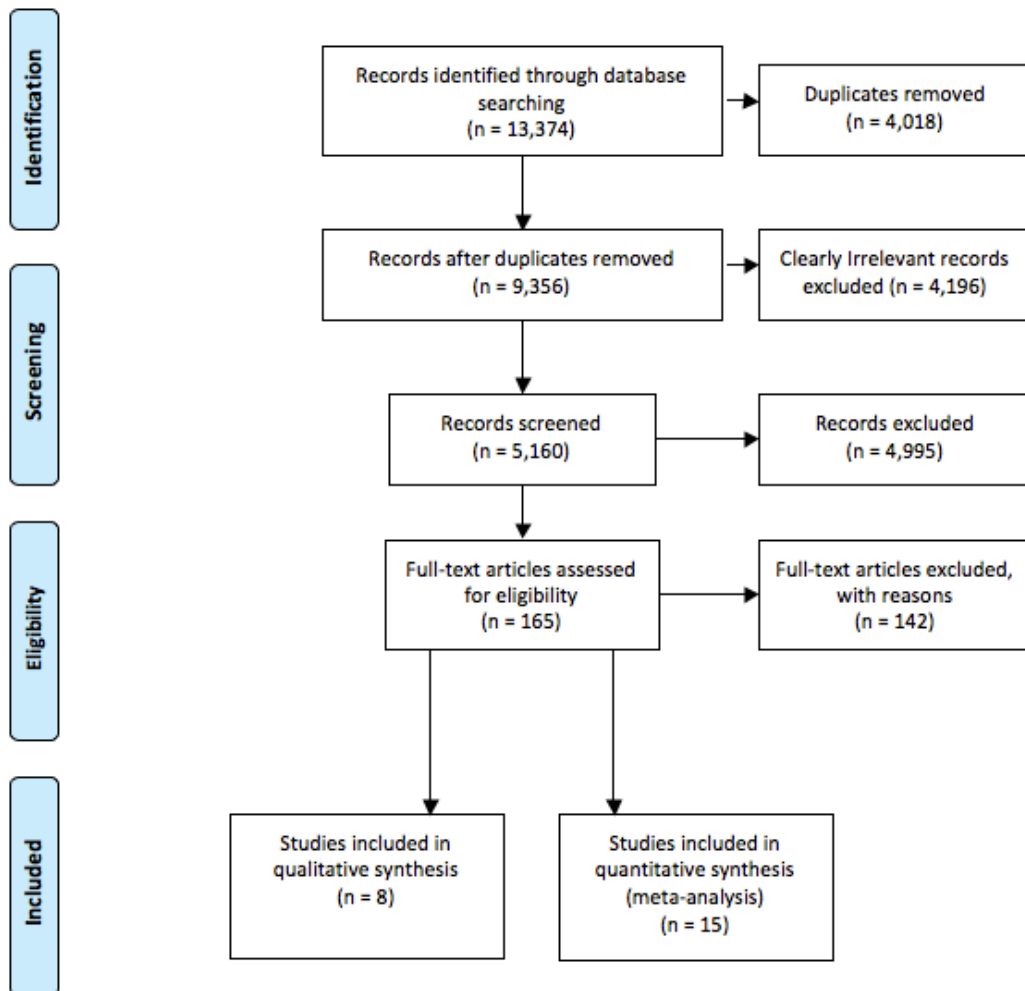 Identification
Records identified through database
searching
(n = 13,374)
Duplicates removed
(n = 4,018)
Records after duplicates removed
(n = 9,356)
Clearly Irrelevant records
excluded (n = 4,196)
Screening
Records screened
(n = 5,160)
Records excluded
(n = 4,995)
Eligibility
Full-text articles assessed
for eligibility
(n = 165)
Full-text articles excluded,
with reasons
(n = 142)
Included
Studies included in
qualitative synthesis
(n = 8)
Studies included in
quantitative synthesis
(meta-analysis)
(n = 15)